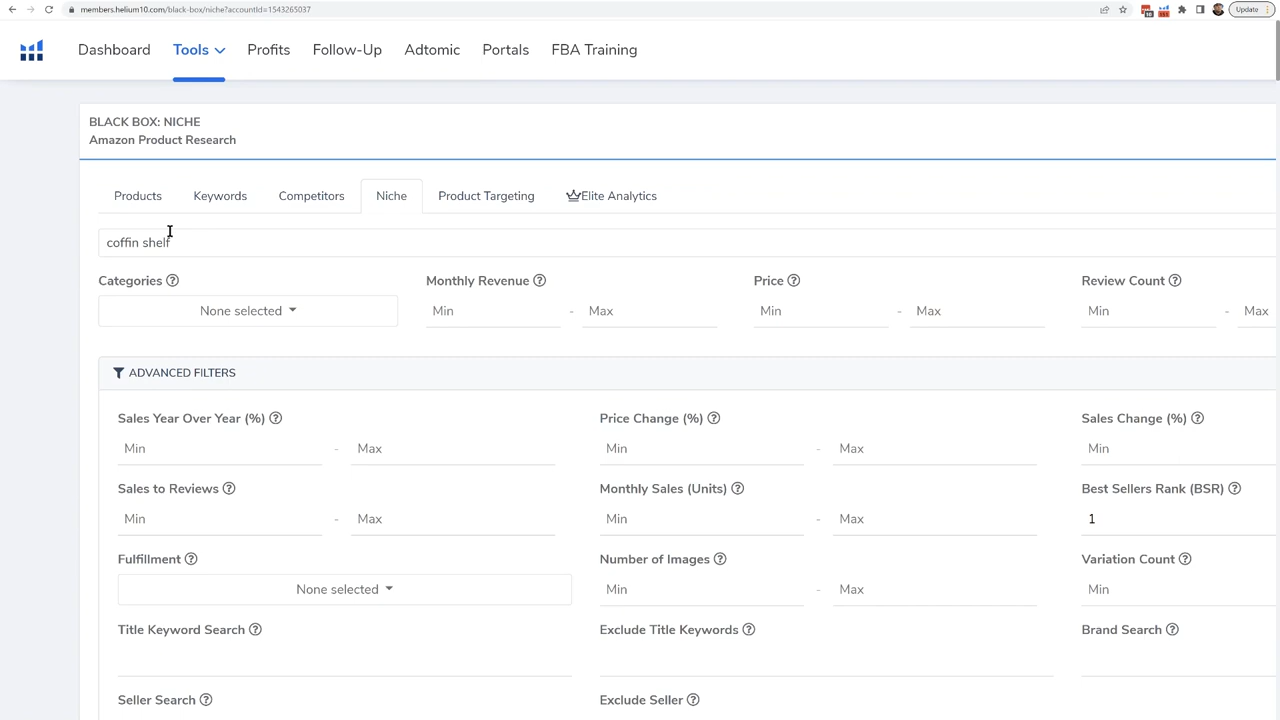 members.helium10.com/black-box/niche?accountId=1543265037
Update
Dashboard Tools Profits Follow-Up Adtomic Portals FBA Training
BLACK BOX: NICHE
Amazon Product Research
Products Keywords Competitors Niche Product Targeting Elite Analytics
coffin shelf
Categories Monthly Revenue Price Review Count
None selected Min - Max Min - Max Min - Max
ADVANCED FILTERS
Sales Year Over Year (%) Price Change (%) Sales Change (%)
Min - Max Min - Max Min
Sales to Reviews Monthly Sales (Units) Best Sellers Rank (BSR)
Min - Max Min - Max 1
Fulfillment Number of Images Variation Count
None selected Min - Max Min
Title Keyword Search Exclude Title Keywords Brand Search
Seller Search Exclude Seller